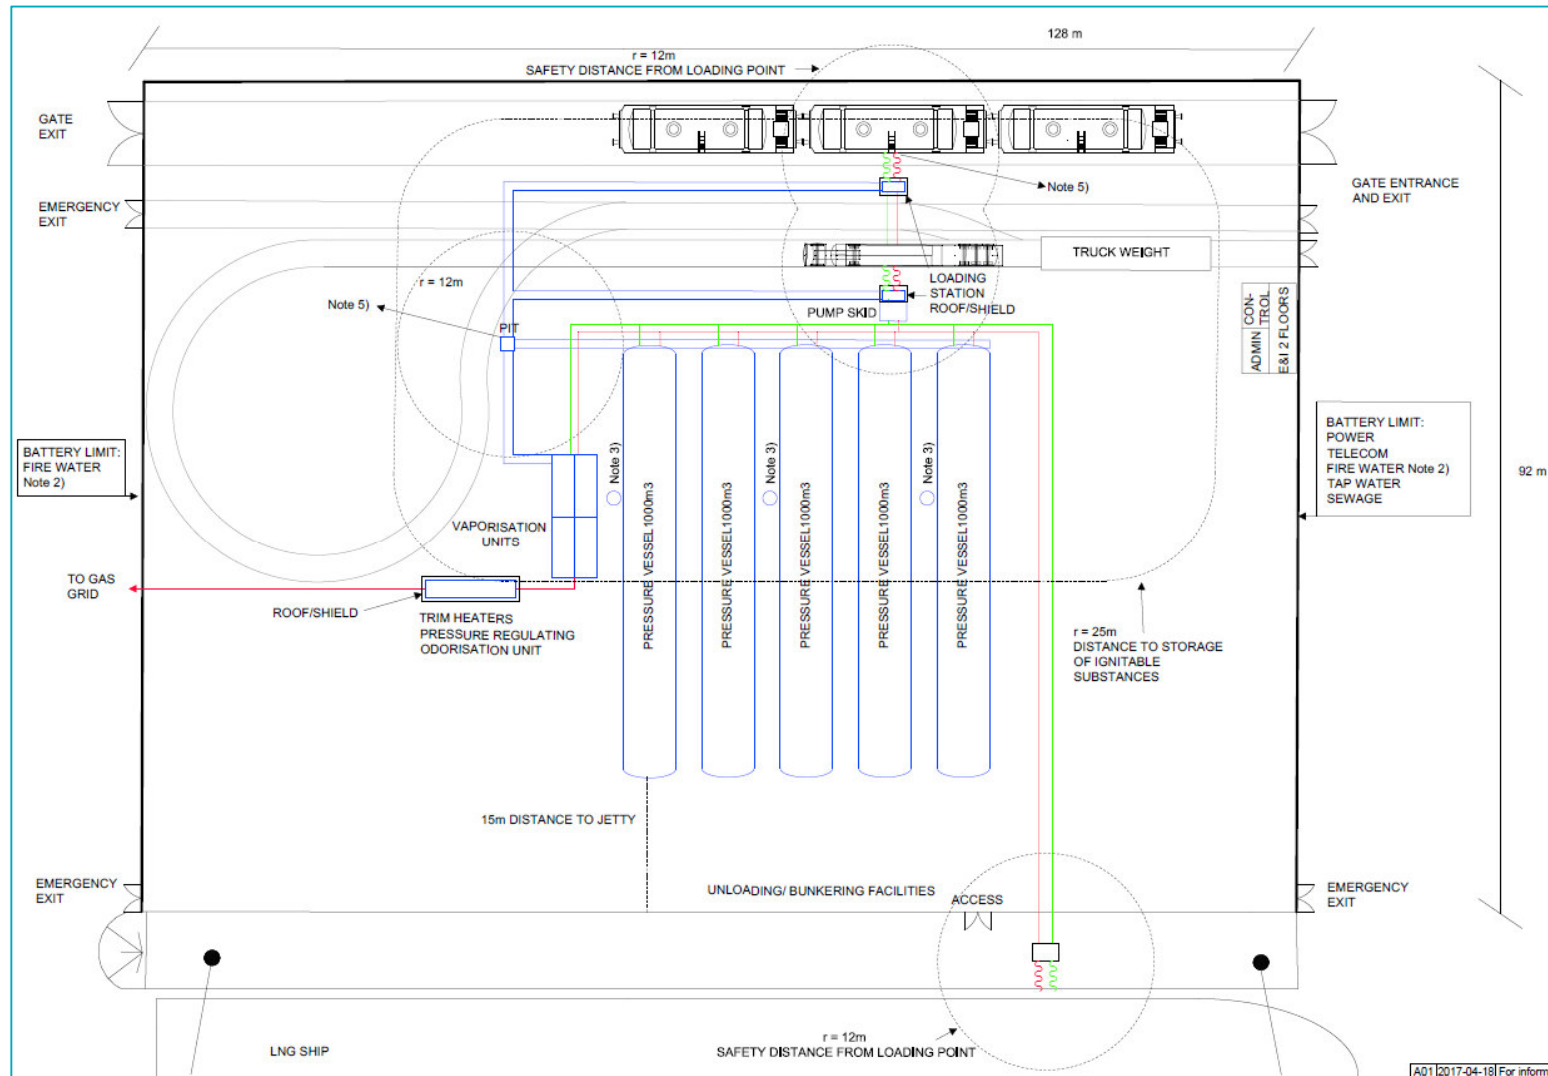 128 m
r = 12m
SAFETY DISTANCE FROM LOADING POINT
GATE
EXIT
Note 5)
GATE ENTRANCE
AND EXIT
EMERGENCY
EXIT
TRUCK WEIGHT
r = 12m
LOADING
STATION
ROOF/SHIELD
Note 5)
PUMP SKID
PIT
ADMIN
CON-
TROL
E&I 2 FLOORS
BATTERY LIMIT:
FIRE WATER
Note 2)
BATTERY LIMIT:
POWER
TELECOM
FIRE WATER Note 2)
TAP WATER
SEWAGE
92 m
Note 3)
Note 3)
Note 3)
PRESSURE VESSEL1000m3
PRESSURE VESSEL1000m3
PRESSURE VESSEL1000m3
PRESSURE VESSEL1000m3
PRESSURE VESSEL1000m3
VAPORISATION
UNITS
TO GAS
GRID
ROOF/SHIELD
TRIM HEATERS
PRESSURE REGULATING
ODORISATION UNIT
r = 25m
DISTANCE TO STORAGE
OF IGNITABLE
SUBSTANCES
15m DISTANCE TO JETTY
EMERGENCY
EXIT
UNLOADING/ BUNKERING FACILITIES
ACCESS
EMERGENCY
EXIT
r = 12m
SAFETY DISTANCE FROM LOADING POINT
LNG SHIP
A01 2017-04-18 For inform